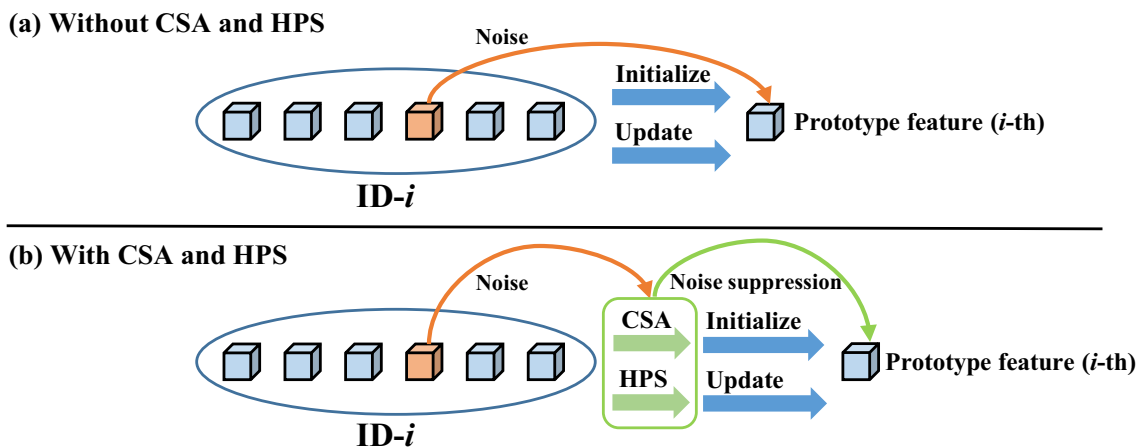 (a) Without CSA and HPS
Noise
Initialize
Update
Prototype feature (i-th)
ID-i
(b) With CSA and HPS
Noise
Noise suppression
CSA
Initialize
HPS
Update
Prototype feature (i-th)
ID-i